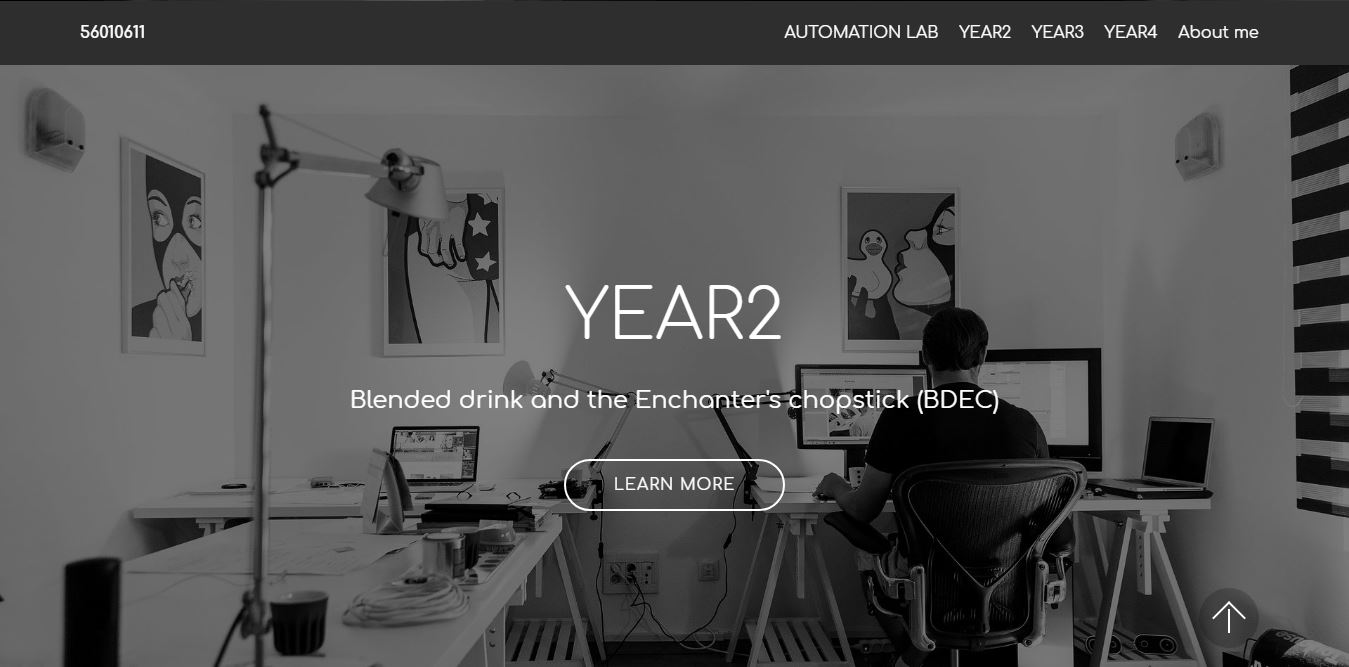 56010611
AUTOMATION LAB YEAR2 YEAR3 YEAR4 About me
YEAR2
Blended drink and the Enchanter's chopstick (BDEC)
LEARN MORE